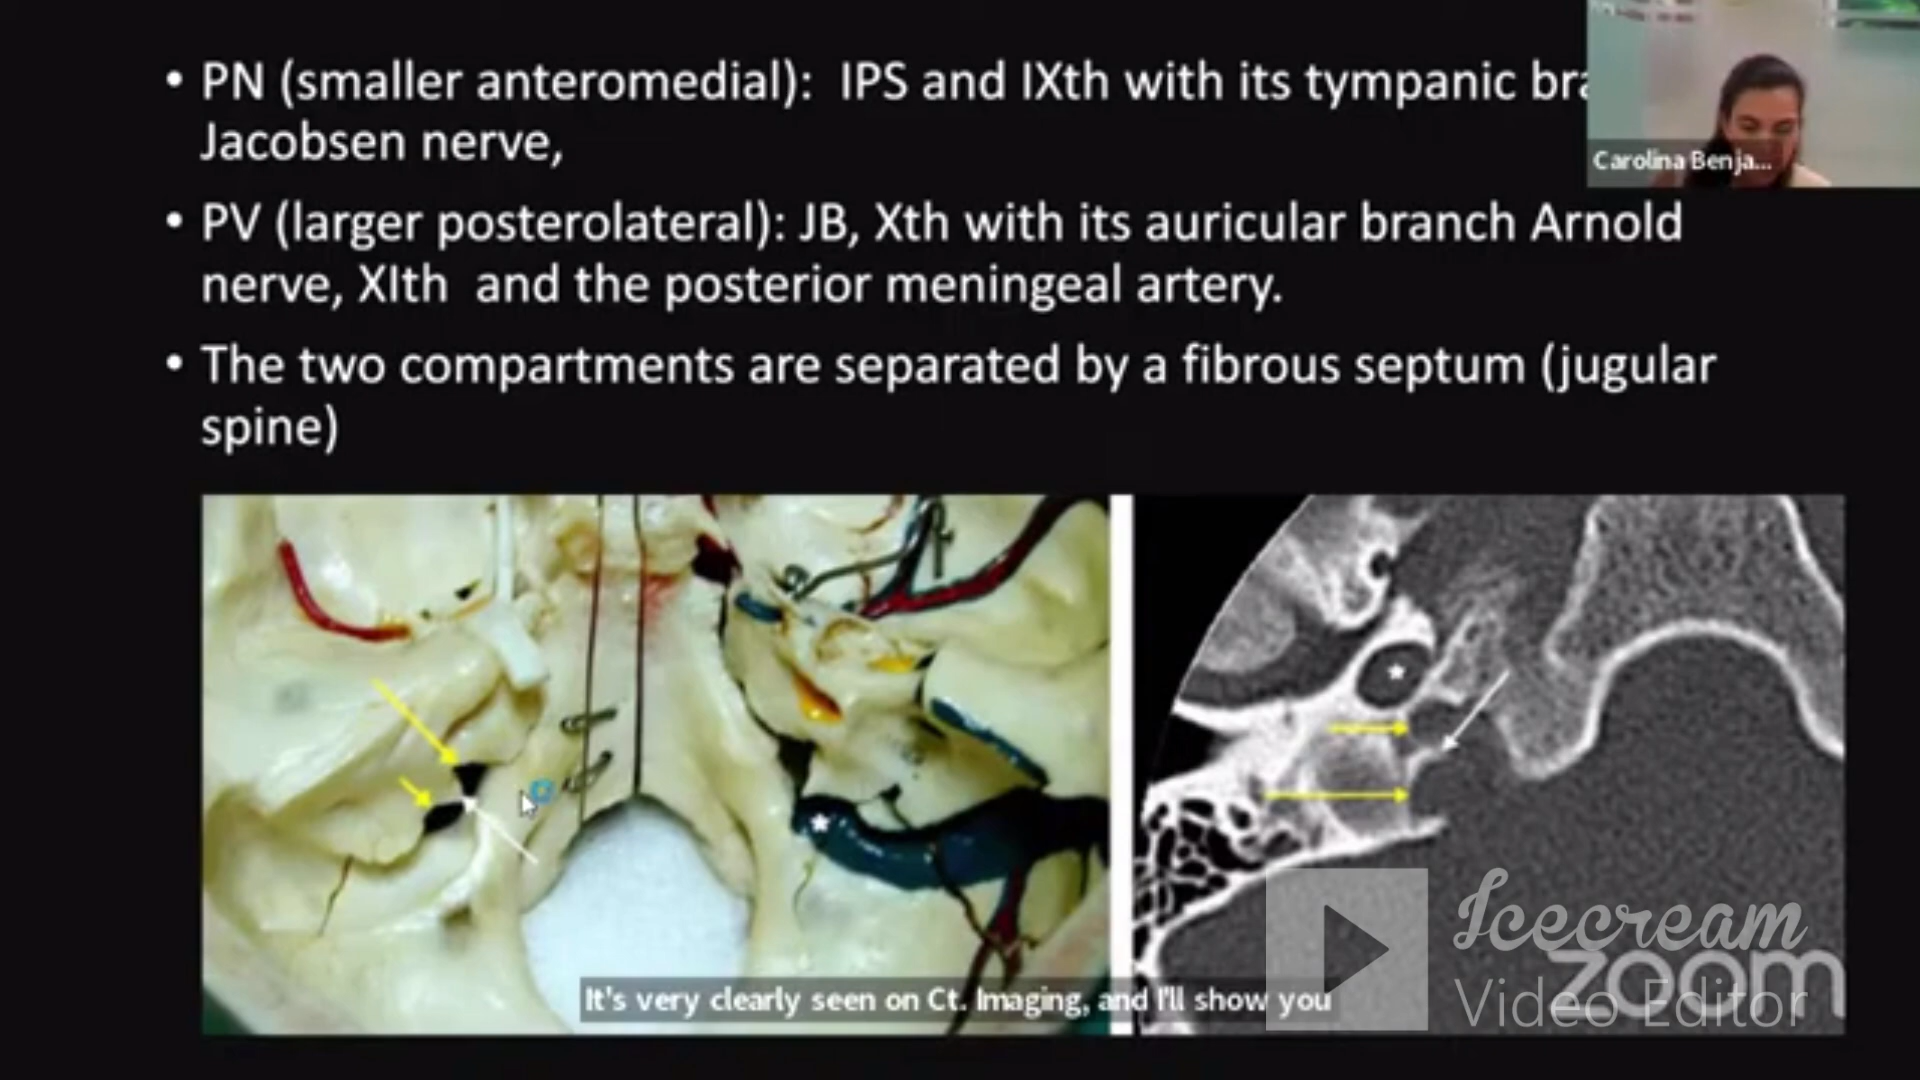 • PN (smaller anteromedial): IPS and IXth with its tympanic
Jacobsen nerve,
Carolina Benja...
• PV (larger posterolateral): JB, Xth with its auricular branch Arnold
nerve, XIth and the posterior meningeal artery.
• The two compartments are separated by a fibrous septum (jugular
spine)
It's very clearly seen on Ct. Imaging, and I'll show you
Icecream
Video Editor
zoom